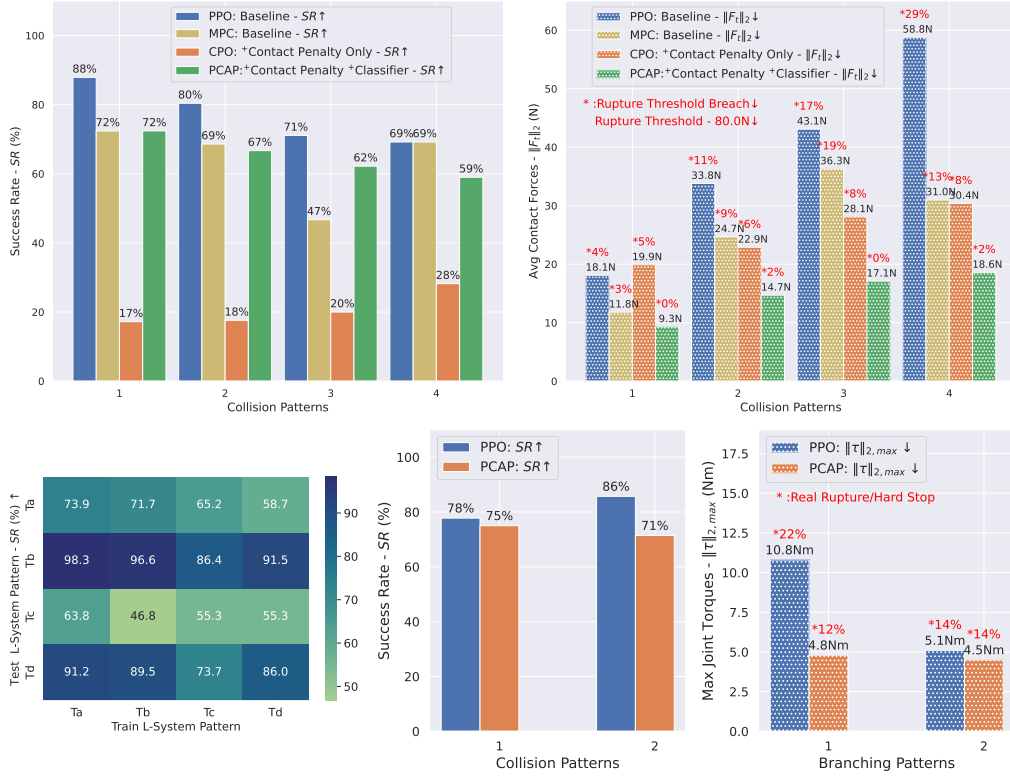 PPO: Baseline - SR↑
MPC: Baseline - SR↑
CPO: +Contact Penalty Only - SR↑
PCAP:+Contact Penalty +Classifier - SR↑
Success Rate - SR (%)
100
80
60
40
20
0
88%
72%
17%
72%
80%
69%
18%
67%
71%
47%
20%
62%
69%
69%
28%
59%
1
2
3
4
Collision Patterns
PPO: Baseline - ‖Ft‖2↓
MPC: Baseline - ‖Ft‖2↓
CPO: +Contact Penalty Only - ‖Ft‖2↓
PCAP:+Contact Penalty +Classifier - ‖Ft‖2↓
* :Rupture Threshold Breach↓
Rupture Threshold - 80.0N↓
Avg Contact Forces - ‖Ft‖2 (N)
60
50
40
30
20
10
0
*4%
18.1N
*3%
11.8N
*5%
19.9N
*0%
9.3N
*11%
33.8N
*9%
24.7N
*6%
22.9N
*2%
14.7N
*17%
43.1N
*19%
36.3N
*8%
28.1N
*0%
17.1N
*29%
58.8N
*13%
31.0N
*8%
30.4N
*2%
18.6N
1
2
3
4
Collision Patterns
Test L-System Pattern - SR (%) ↑
Ta
73.9 71.7 65.2 58.7
Tb
98.3 96.6 86.4 91.5
Tc
63.8 46.8 55.3 55.3
Td
91.2 89.5 73.7 86.0
Ta Tb Tc Td
Train L-System Pattern
90
80
70
60
50
PPO: SR↑
PCAP: SR↑
Success Rate - SR (%)
100
80
60
40
20
0
78%
75%
86%
71%
1
2
Collision Patterns
PPO: ‖τ‖2,max ↓
PCAP: ‖τ‖2,max ↓
* :Real Rupture/Hard Stop
Max Joint Torques - ‖τ‖2,max (Nm)
17.5
15.0
12.5
10.0
7.5
5.0
2.5
0.0
*22%
10.8Nm
*12%
4.8Nm
*14%
5.1Nm
*14%
4.5Nm
1
2
Branching Patterns